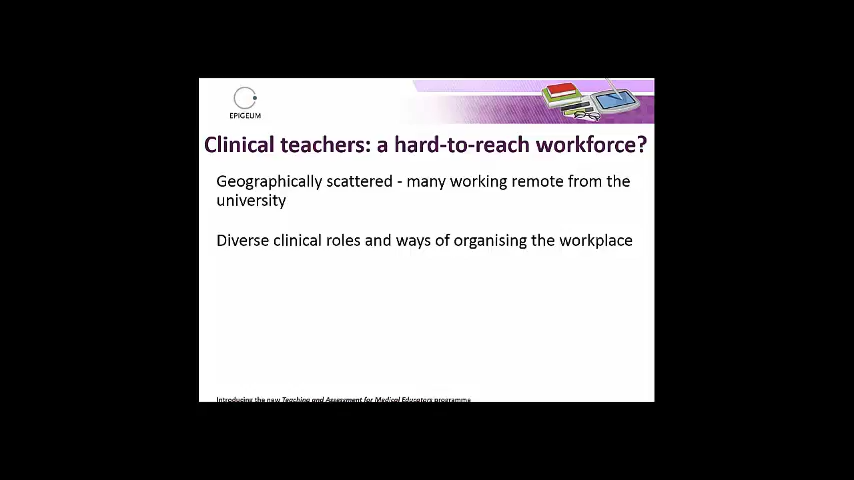 EPIGEUM
Clinical teachers: a hard-to-reach workforce?
Geographically scattered - many working remote from the
university
Diverse clinical roles and ways of organising the workplace
Introducing the new Teaching and Assessment for Medical Educators programme